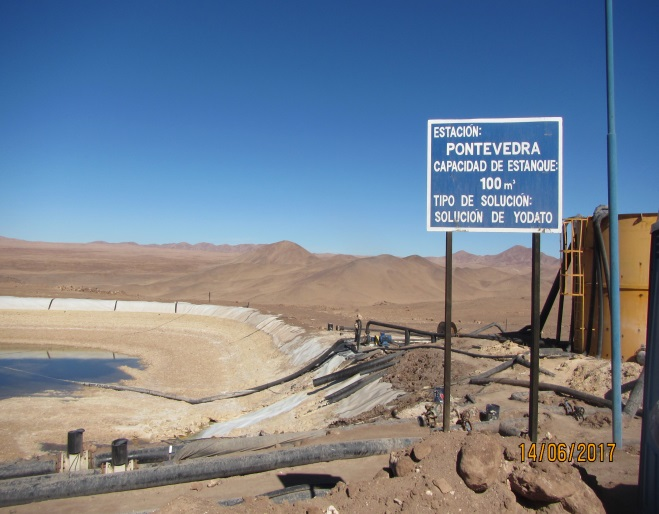 ESTACIÓN:
PONTEVEDRA
CAPACIDAD DE ESTANQUE:
100 m³
TIPO DE SOLUCIÓN:
SOLUCIÓN DE YODATO
14/06/2017